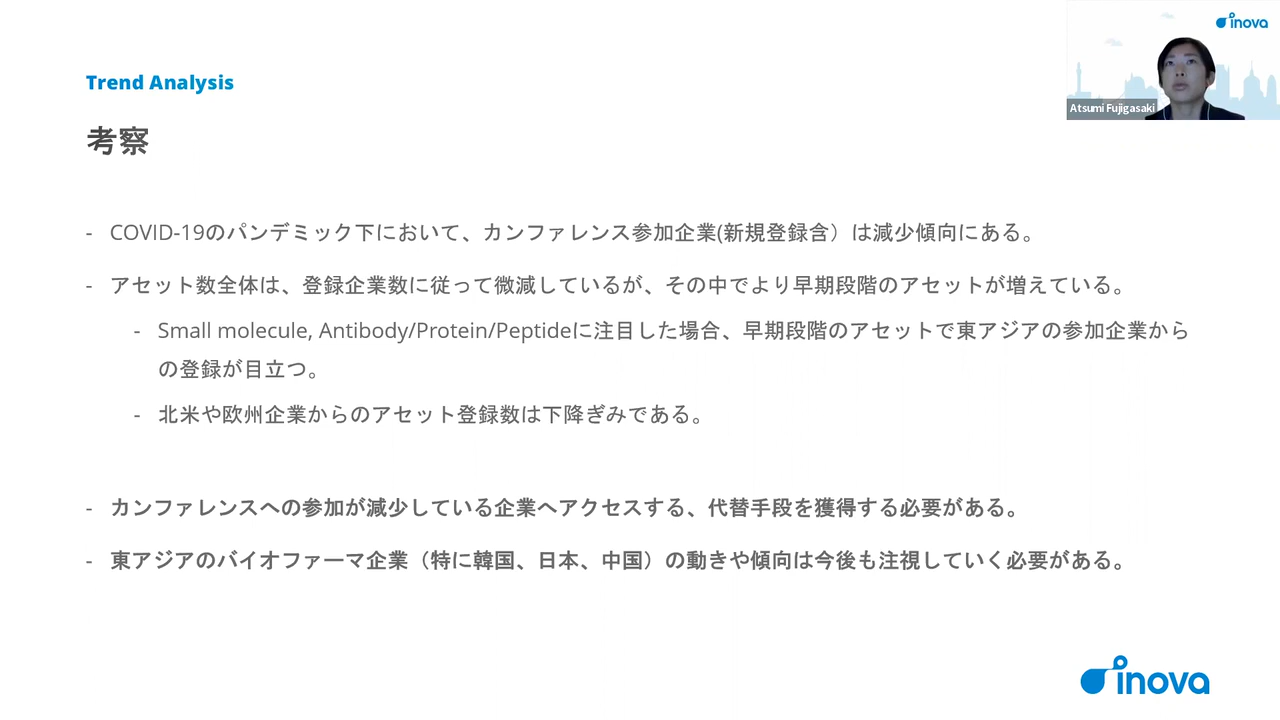 inova
Atsumi Fujigasaki
Trend Analysis
考察
- COVID-19のパンデミック下において、カンファレンス参加企業(新規登録含）は減少傾向にある。
- アセット数全体は、登録企業数に従って微減しているが、その中でより早期段階のアセットが増えている。
- Small molecule, Antibody/Protein/Peptideに注目した場合、早期段階のアセットで東アジアの参加企業から
の登録が目立つ。
- 北米や欧州企業からのアセット登録数は下降ぎみである。
- カンファレンスへの参加が減少している企業へアクセスする、代替手段を獲得する必要がある。
- 東アジアのバイオファーマ企業（特に韓国、日本、中国）の動きや傾向は今後も注視していく必要がある。
inova